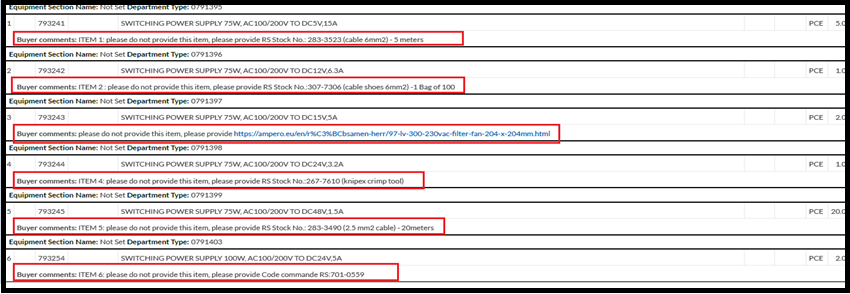 Equipment Section Name: Not Set Department Type: 0791395
1 793241 SWITCHING POWER SUPPLY 75W, AC100/200V TO DC5V,15A PCE 5.0
Buyer comments: ITEM 1: please do not provide this item, please provide RS Stock No.: 283-3523 (cable 6mm2) - 5 meters
Equipment Section Name: Not Set Department Type: 0791396
2 793242 SWITCHING POWER SUPPLY 75W, AC100/200V TO DC12V,6.3A PCE 1.0
Buyer comments: ITEM 2 : please do not provide this item, please provide RS Stock No.:307-7306 (cable shoes 6mm2) -1 Bag of 100
Equipment Section Name: Not Set Department Type: 0791397
3 793243 SWITCHING POWER SUPPLY 75W, AC100/200V TO DC15V,5A PCE 2.0
Buyer comments: please do not provide this item, please provide https://ampero.eu/en/r%C3%BCbsamen-herr/97-lv-300-230vac-filter-fan-204-x-204mm.html
Equipment Section Name: Not Set Department Type: 0791398
4 793244 SWITCHING POWER SUPPLY 75W, AC100/200V TO DC24V,3.2A PCE 1.0
Buyer comments: ITEM 4: please do not provide this item, please provide RS Stock No.:267-7610 (knipex crimp tool)
Equipment Section Name: Not Set Department Type: 0791399
5 793245 SWITCHING POWER SUPPLY 75W, AC100/200V TO DC48V,1.5A PCE 20.0
Buyer comments: ITEM 5: please do not provide this item, please provide RS Stock No.: 283-3490 (2.5 mm2 cable) - 20meters
Equipment Section Name: Not Set Department Type: 0791403
6 793254 SWITCHING POWER SUPPLY 100W, AC100/200V TO DC24V,5A PCE 2.0
Buyer comments: ITEM 6: please do not provide this item, please provide Code commande RS:701-0559